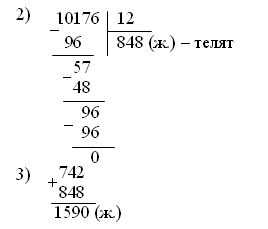 2) 10176 | 12
– 96 848 (ж.) – телят
– 57
48
– 96
96
0
3) + 742
848
1590 (ж.)